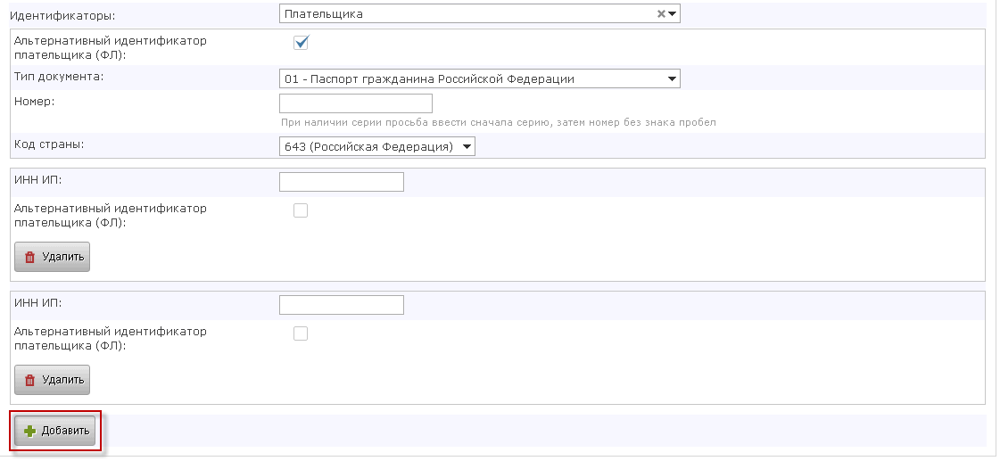 Идентификаторы: Плательщика
Альтернативный идентификатор
плательщика (ФЛ):
Тип документа: 01 - Паспорт гражданина Российской Федерации
Номер:
При наличии серии просьба ввести сначала серию, затем номер без знака пробел
Код страны: 643 (Российская Федерация)
ИНН ИП:
Альтернативный идентификатор
плательщика (ФЛ):
Удалить
ИНН ИП:
Альтернативный идентификатор
плательщика (ФЛ):
Удалить
Добавить